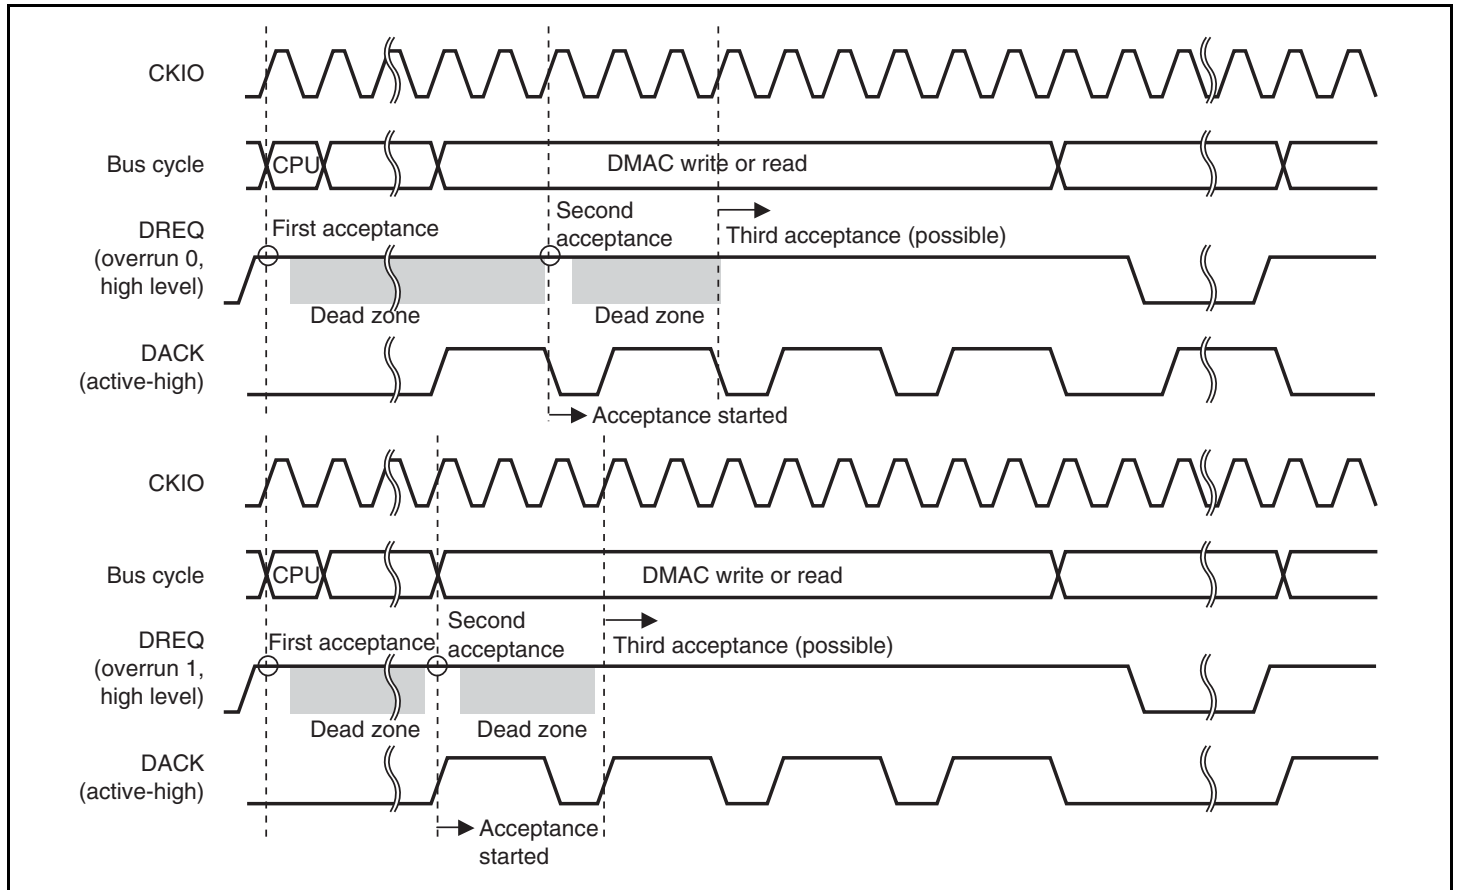 CKIO
Bus cycle
CPU
DMAC write or read
DREQ
(overrun 0,
high level)
First acceptance
Second
acceptance
Third acceptance (possible)
Dead zone
Dead zone
DACK
(active-high)
Acceptance started
CKIO
Bus cycle
CPU
DMAC write or read
DREQ
(overrun 1,
high level)
First acceptance
Second
acceptance
Third acceptance (possible)
Dead zone
Dead zone
DACK
(active-high)
Acceptance
started